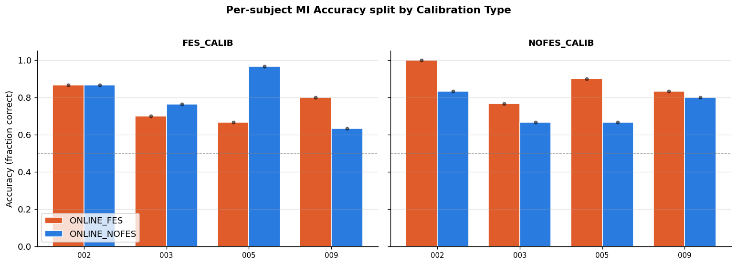 Per-subject MI Accuracy split by Calibration Type
FES_CALIB
NOFES_CALIB
Accuracy (fraction correct)
1.0
0.8
0.6
0.4
0.2
0.0
ONLINE_FES
ONLINE_NOFES
002
003
005
009
002
003
005
009